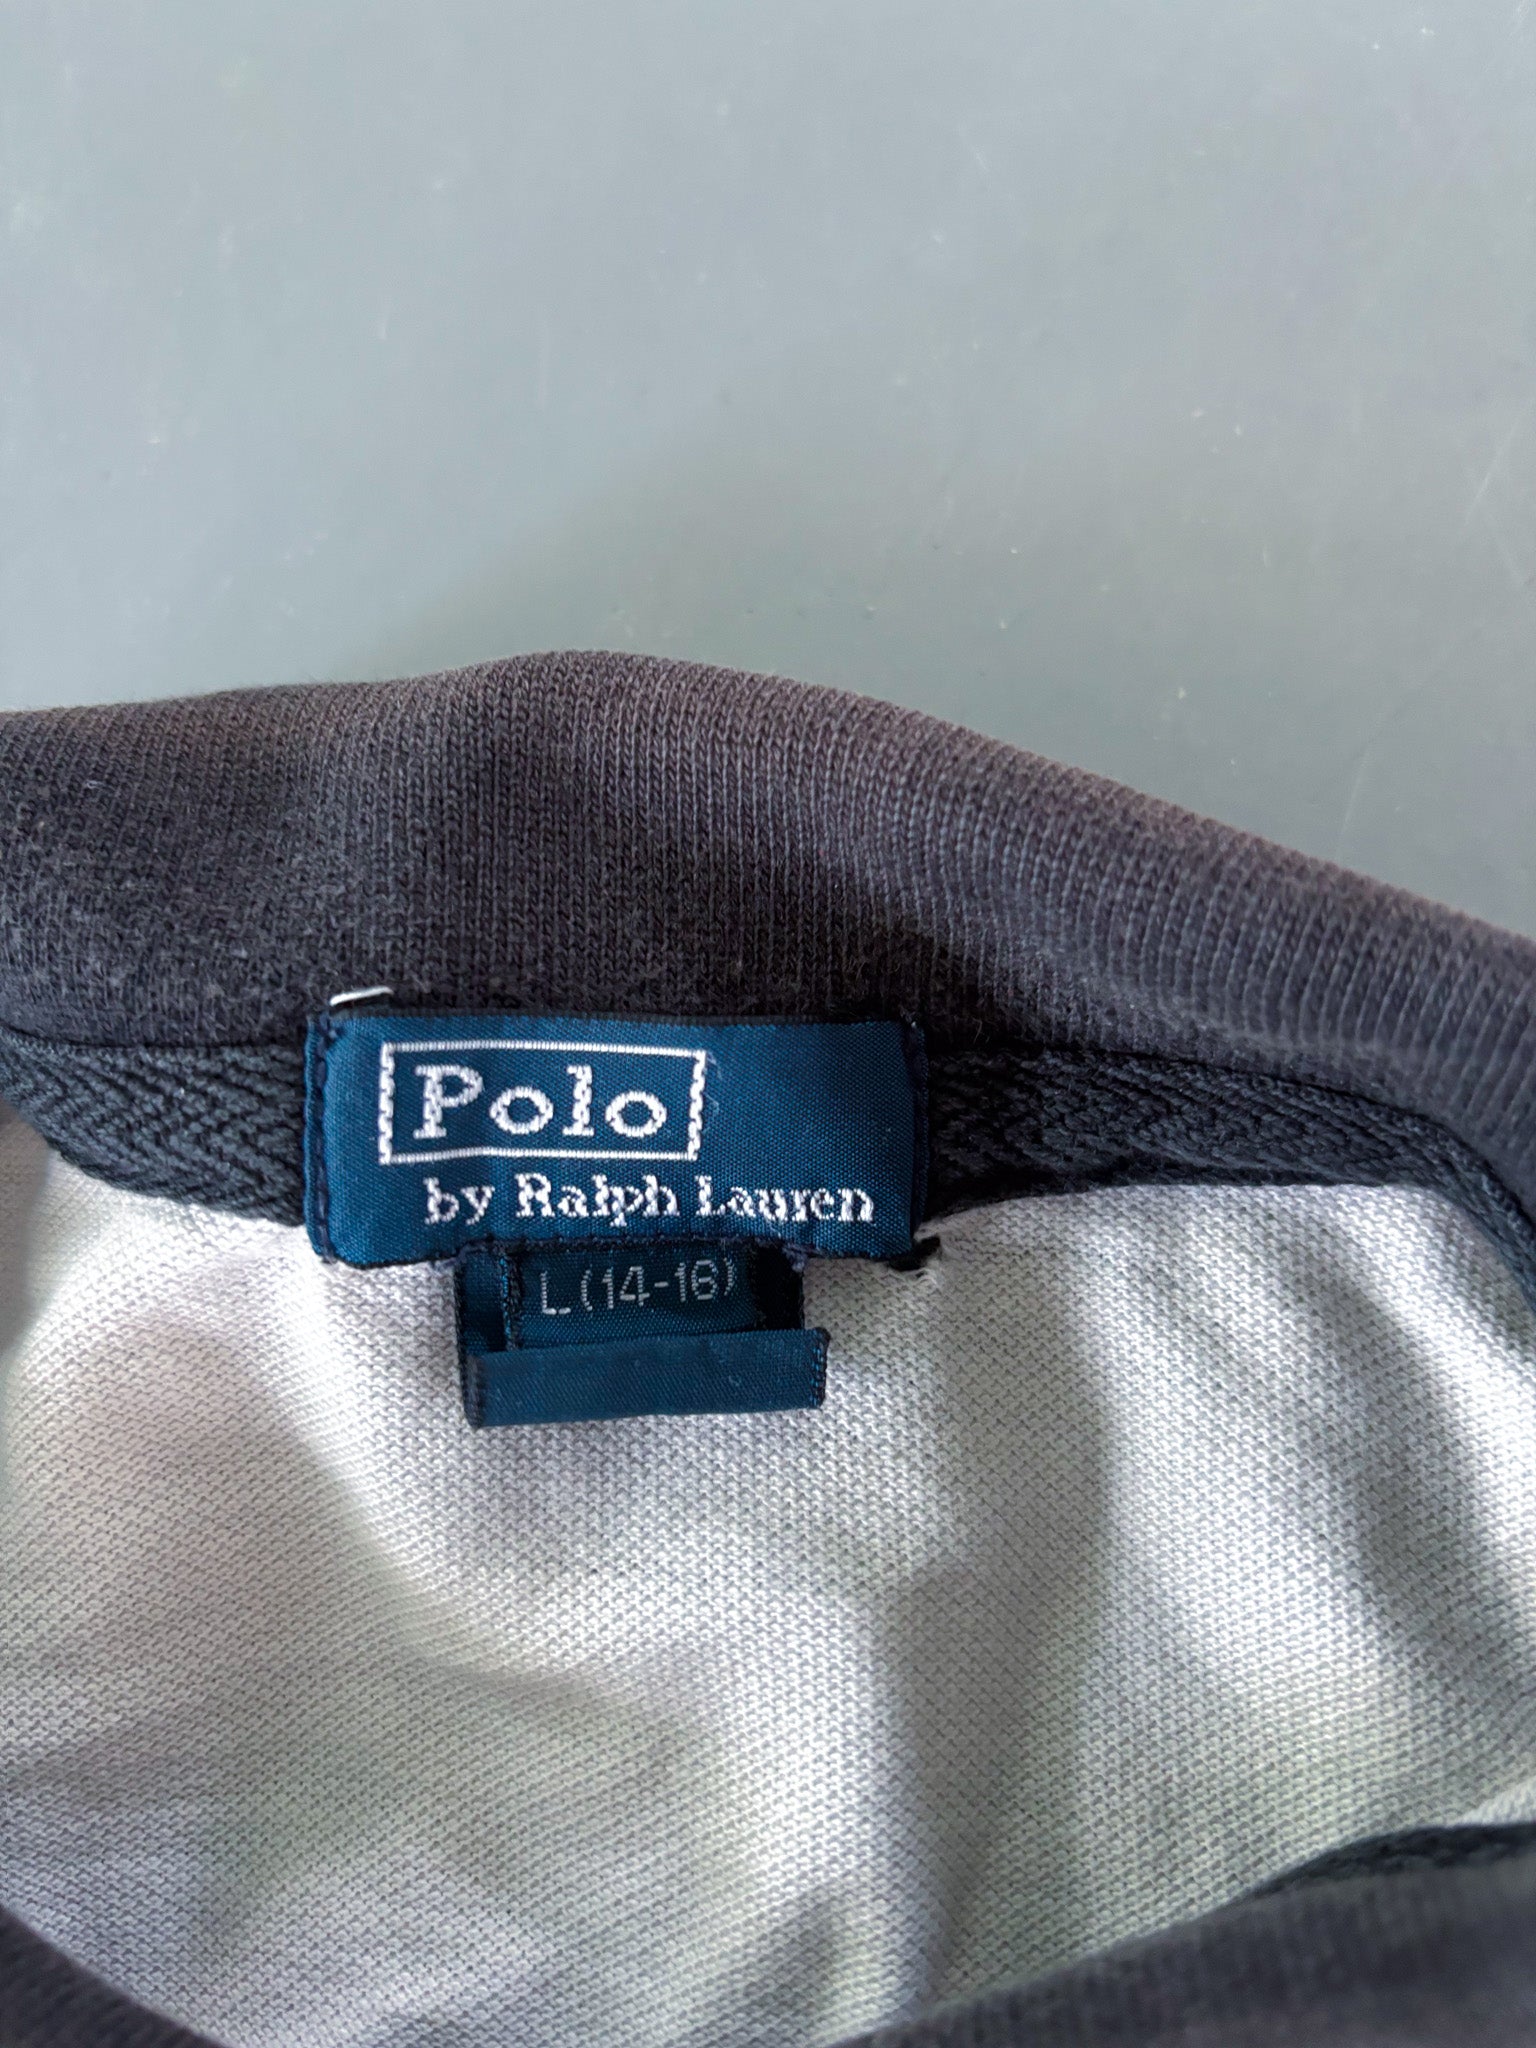 Polo
by Ralph Lauren
L (14-16)